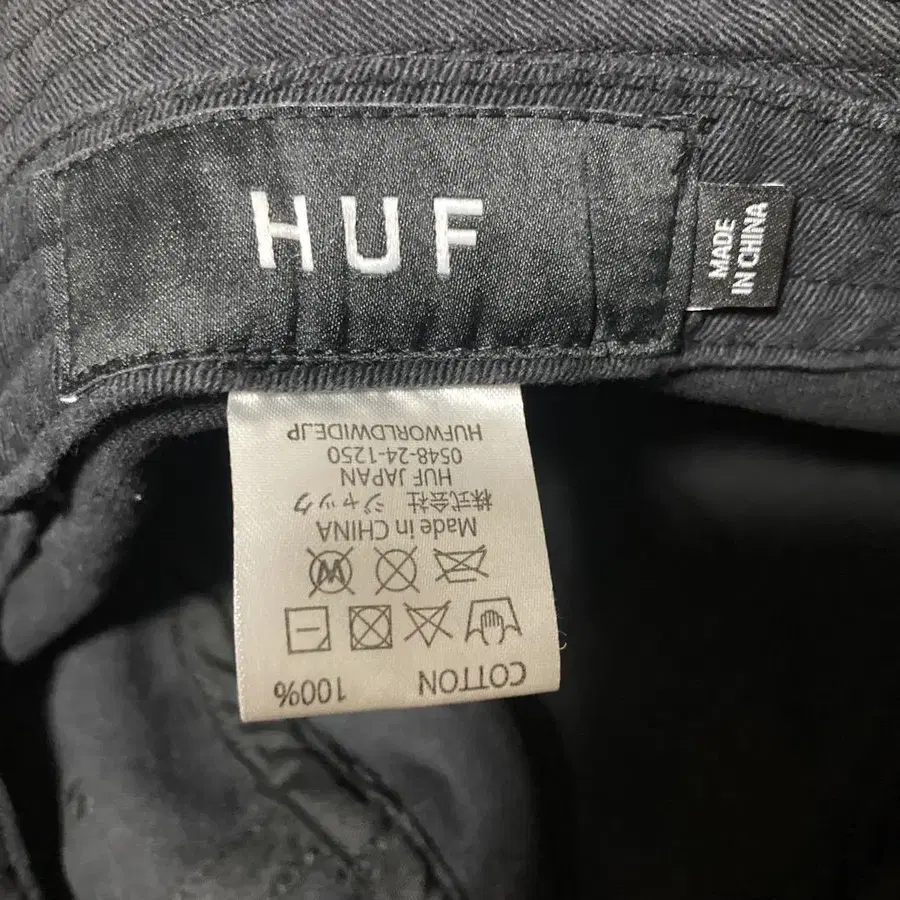 HUF
MADE
IN CHINA
COTTON 100%
Made in CHINA
株式会社 ジャック
HUF JAPAN
0548-24-1250
HUFWORLDWIDE.JP